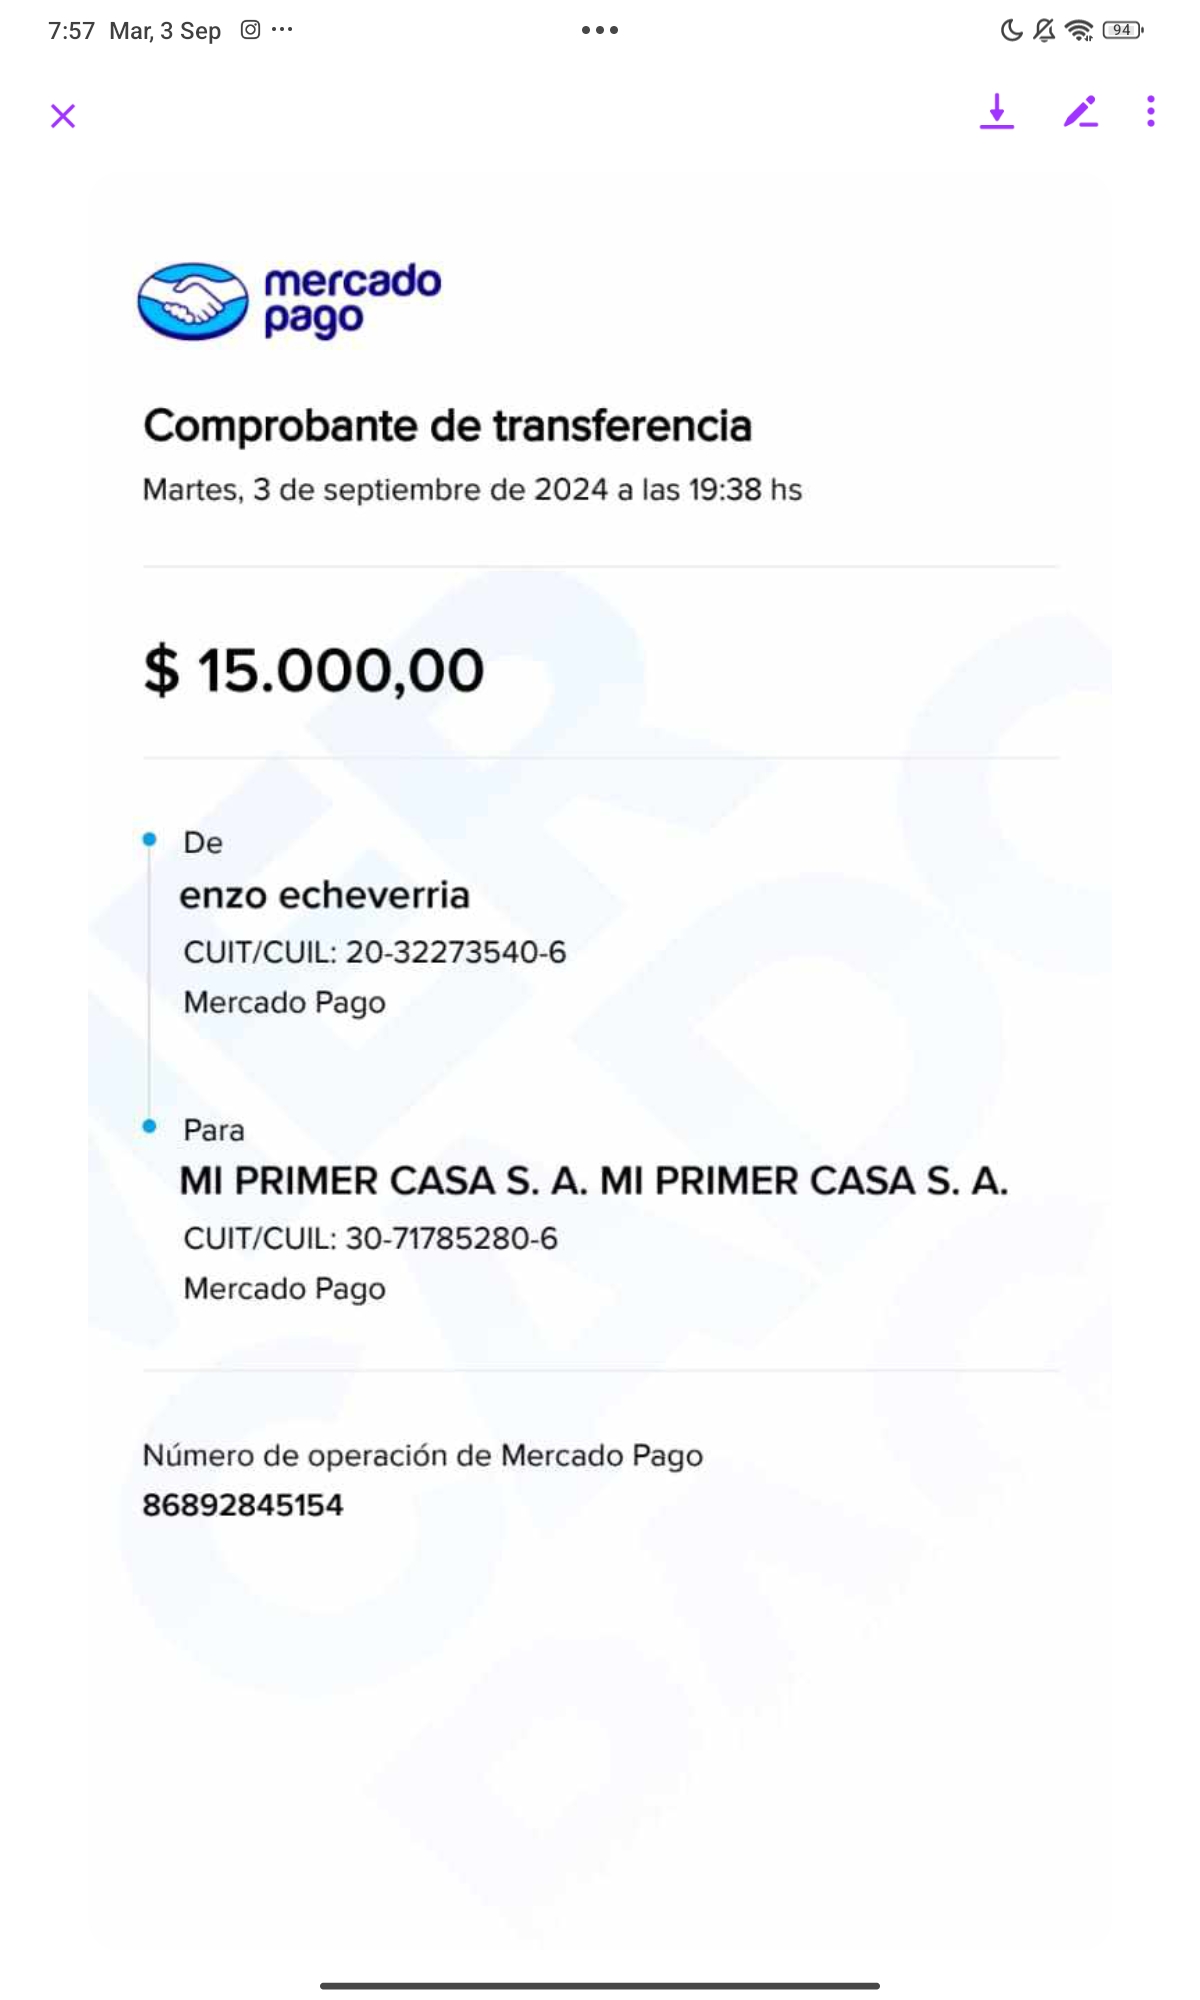 7:57 Mar, 3 Sep
94
mercado
pago
Comprobante de transferencia
Martes, 3 de septiembre de 2024 a las 19:38 hs
$ 15.000,00
De
enzo echeverria
CUIT/CUIL: 20-32273540-6
Mercado Pago
Para
MI PRIMER CASA S. A. MI PRIMER CASA S. A.
CUIT/CUIL: 30-71785280-6
Mercado Pago
Número de operación de Mercado Pago
86892845154